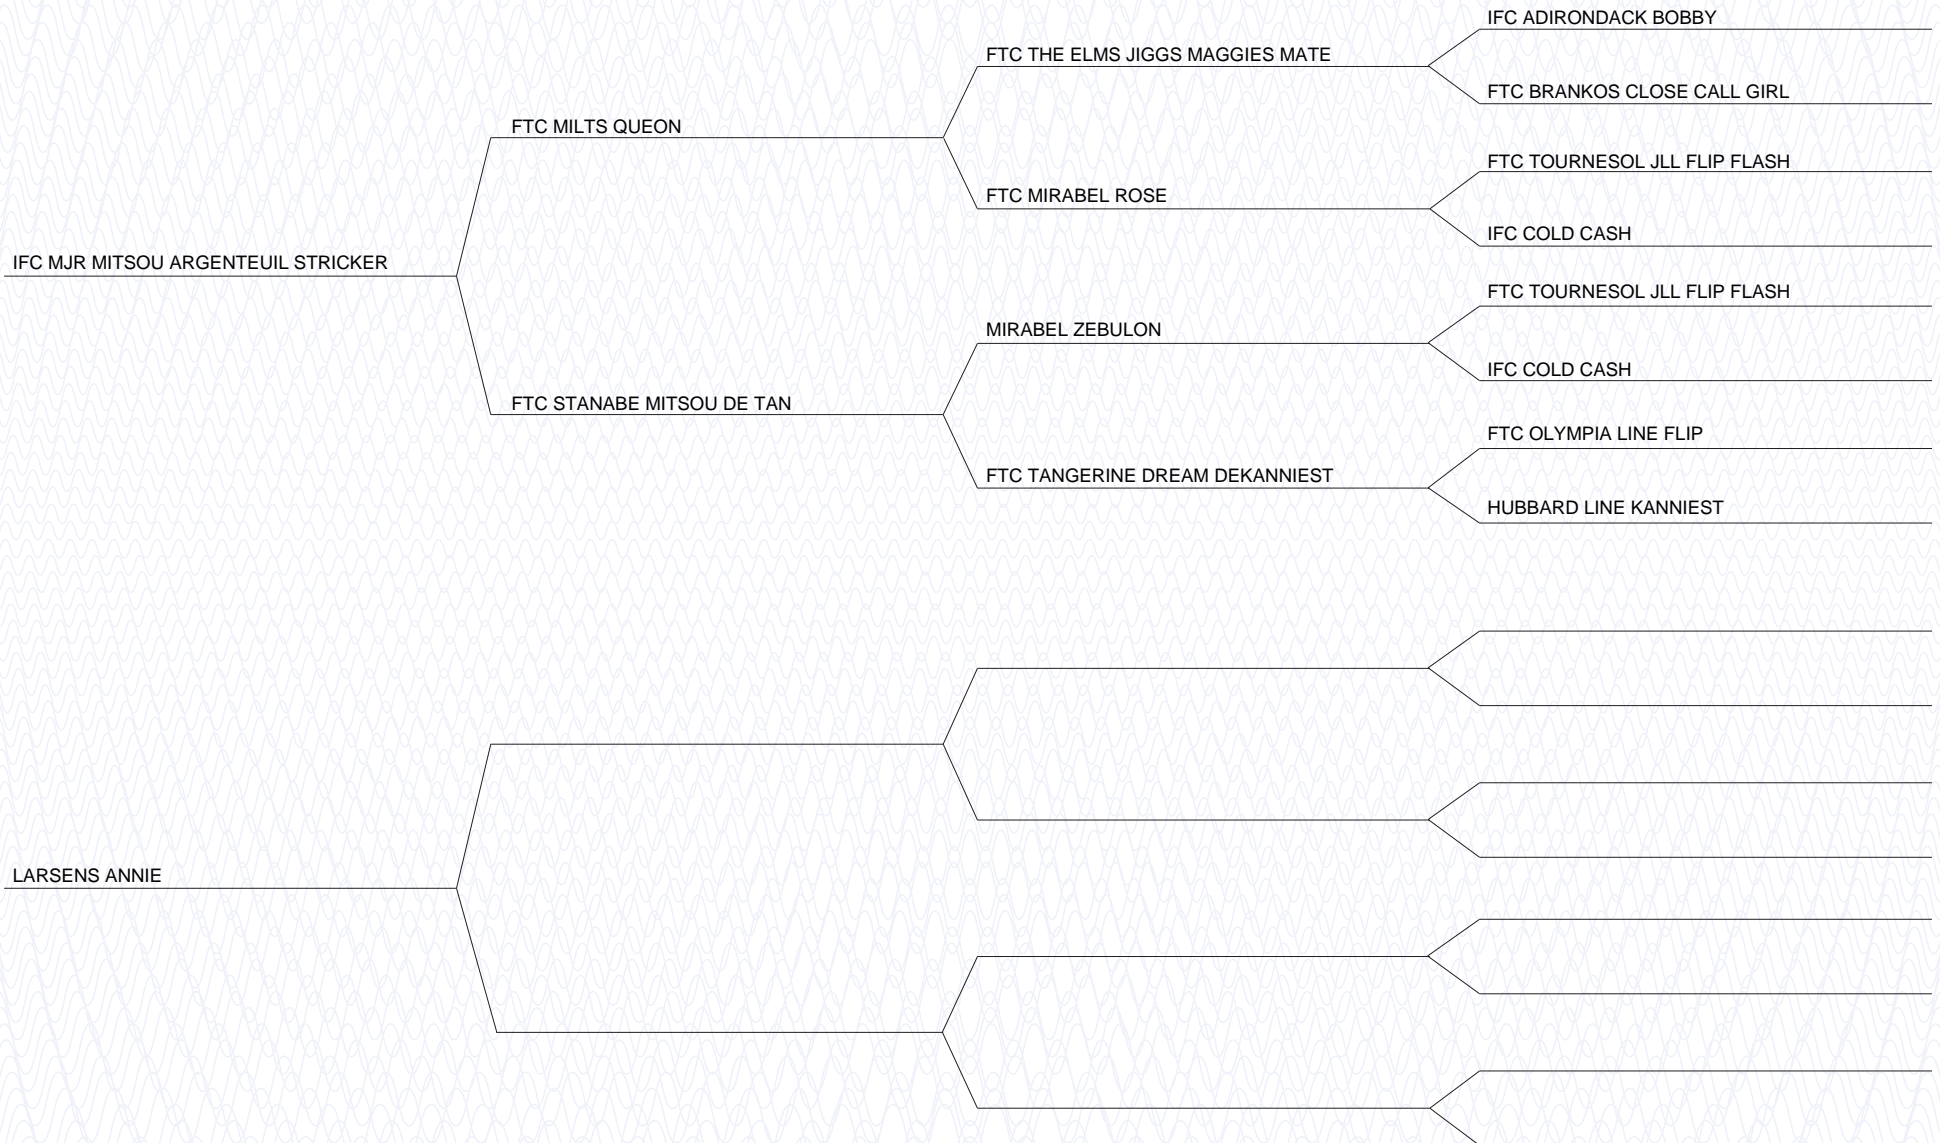 IFC ADIRONDACK BOBBY
FTC THE ELMS JIGGS MAGGIES MATE
FTC BRANKOS CLOSE CALL GIRL
FTC MILTS QUEON
FTC TOURNESOL JLL FLIP FLASH
FTC MIRABEL ROSE
IFC COLD CASH
IFC MJR MITSOU ARGENTEUIL STRICKER
FTC TOURNESOL JLL FLIP FLASH
MIRABEL ZEBULON
IFC COLD CASH
FTC STANABE MITSOU DE TAN
FTC OLYMPIA LINE FLIP
FTC TANGERINE DREAM DEKANNIEST
HUBBARD LINE KANNIEST
LARSENS ANNIE